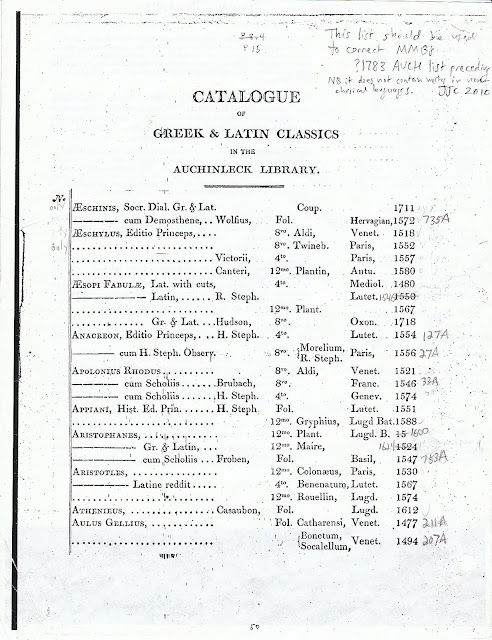 P 15
This list should be used
to correct MMB's
?1783 AUCH list preceding
NB it does not contain works in non-
classical languages. JJC 2010
CATALOGUE
OF
GREEK & LATIN CLASSICS
IN THE
AUCHINLECK LIBRARY.
No
ÆSCHINIS, Socr. Dial. Gr. & Lat. Coup. 1711
——— cum Demosthene, .. Wolfius, Fol. Hervagian, 1572 735A
ÆSCHYLUS, Editio Princeps, .... 8vo. Aldi, Venet. 1518
........................ 8vo. Twineb. Paris, 1552
........................ Victorii, 4to. Paris, 1557
........................ Canteri, 12mo. Plantin, Antu. 1580
ÆSOPI FABULÆ, Lat. with cuts, 4to. Mediol. 1480
——— Latin, ...... R. Steph. Lutet. 1550
........................ 12mo. Plant. 1567
............ Gr. & Lat. ... Hudson, 8vo. Oxon. 1718
ANACREON, Editio Princeps, .. H. Steph. 4to. Lutet. 1554 127A
——— cum H. Steph. Observ. 8vo. {Morelium, R. Steph. Paris, 1556 27A
APOLONIUS RHODUS .......... 8vo. Aldi, Venet. 1521
——— cum Scholiis .... Brubach, 8vo. Franc. 1546 33A
——— cum Scholiis, .... H. Steph. 4to. Genev. 1574
APPIANI, Hist. Ed. Prin. ...... H. Steph Fol. Lutet. 1551
........................ 12mo. Gryphius, Lugd Bat. 1588
ARISTOPHANES, .............. 12mo. Plant. Lugd. B. 15 1600
——— Gr. & Latin, ... 12mo. Maire, 1624 1524
——— cum Scholiis ... Froben, Fol. Basil, 1547 753A
ARISTOTLES, .................. 12mo. Colonæus, Paris, 1530
——— Latine reddit ...... 4to. Benenatum, Lutet. 1567
........................ 12mo. Rouellin, Lugd. 1574
ATHENIEUS, .......... Casaubon, Fol. Lugd. 1612
AULUS GELLIUS, .............. Fol. Catharensi, Venet. 1477 211A
........................ {Bonetum, Socalellum, Venet. 1494 207A
50